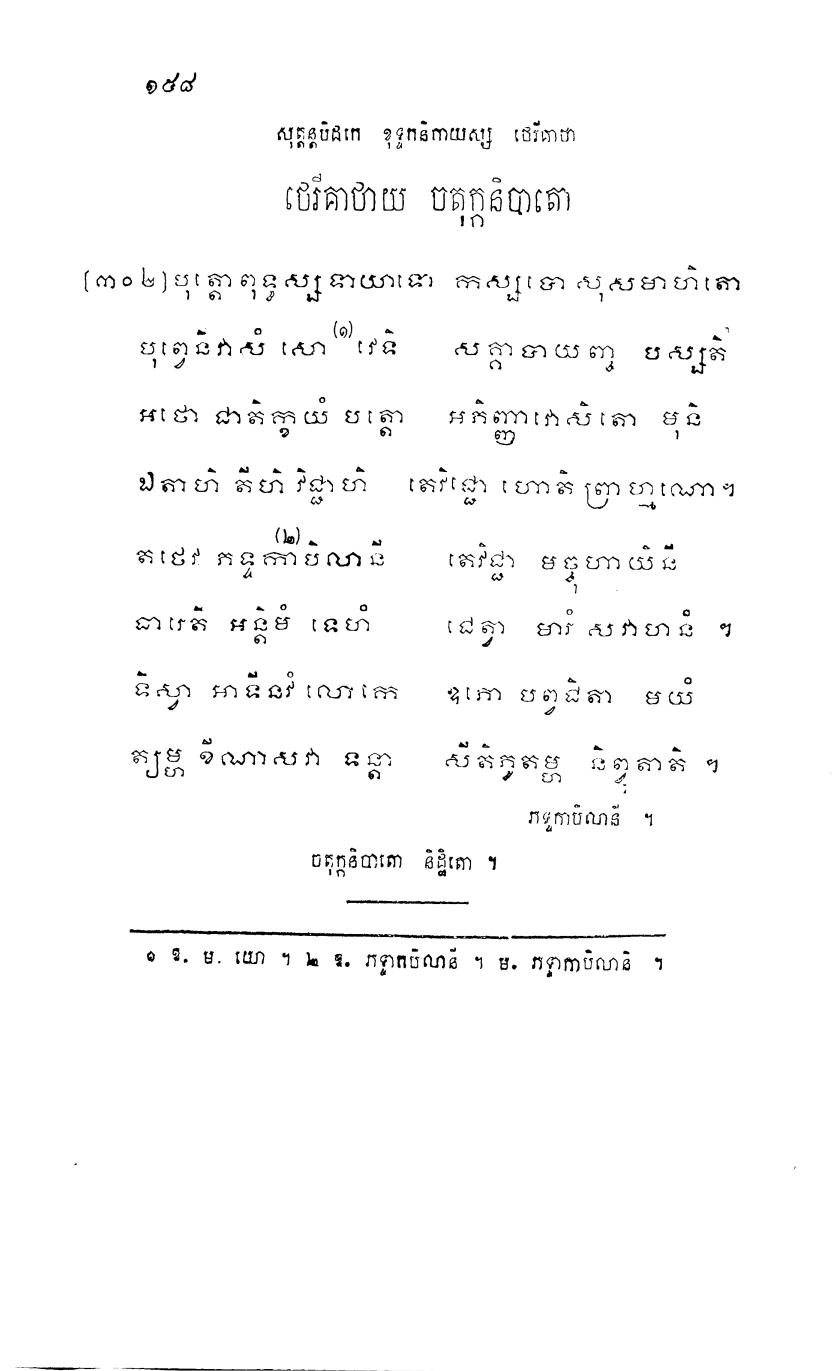 ១៥៨
សុត្តន្តបិដកេ ខុទ្ទកនិកាយស្ស ថេរីគាថា
ថេរីគាថាយ ចតុក្កនិបាតោ
[៣០៤] បុត្តោ ពុទ្ធស្ស ទាយាទោ កស្សបោ សុសមាហិតោ
បុព្វេនិវាសំ សោ (១) វេទិ សគ្គាបាយញ្ច បស្សតិ
អថោ ជាតិក្ខយំ បត្តោ អភិញ្ញាវោសិតោ មុនិ
ឯតាហិ តីហិ វិជ្ជាហិ តេវិជ្ជោ ហោតិ ព្រាហ្មណោ។
តថេវ ភទ្ទកាបិលានី (២) តេវិជ្ជា មច្ចុហាយិនី
ធារេតិ អន្តិមំ ទេហំ ជេត្វា មារំ សវាហនំ ។
ទិស្វា អាទីនវំ លោកេ ឧភោ បព្វជិតា មយំ
ត្យម្ហ ខីណាសវា ទន្តា សីតិភូតម្ហ និព្វុតាតិ ។
ភទ្ទកាបិលានី ។
ចតុក្កនិបាតោ និដ្ឋិតោ ។
១ ឱ. ម. យោ ។ ២ ឱ. ភទ្ទាកបិលានី ។ ម. ភទ្ទាកាបិលានិ ។